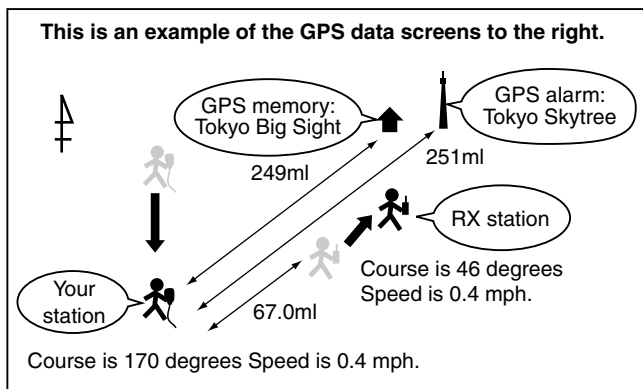 This is an example of the GPS data screens to the right.
GPS memory:
Tokyo Big Sight
GPS alarm:
Tokyo Skytree
249ml
251ml
RX station
Your
station
67.0ml
Course is 46 degrees
Speed is 0.4 mph.
Course is 170 degrees Speed is 0.4 mph.